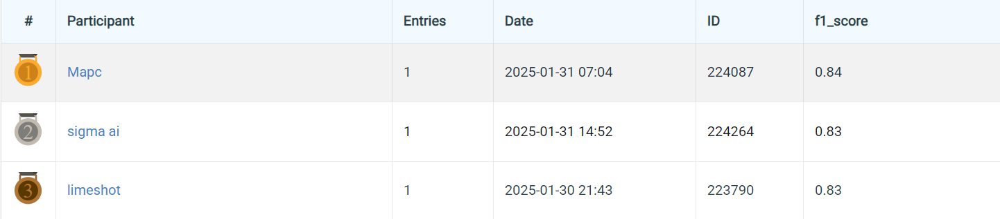 # Participant Entries Date ID f1_score
1 Mapc 1 2025-01-31 07:04 224087 0.84
2 sigma ai 1 2025-01-31 14:52 224264 0.83
3 limeshot 1 2025-01-30 21:43 223790 0.83